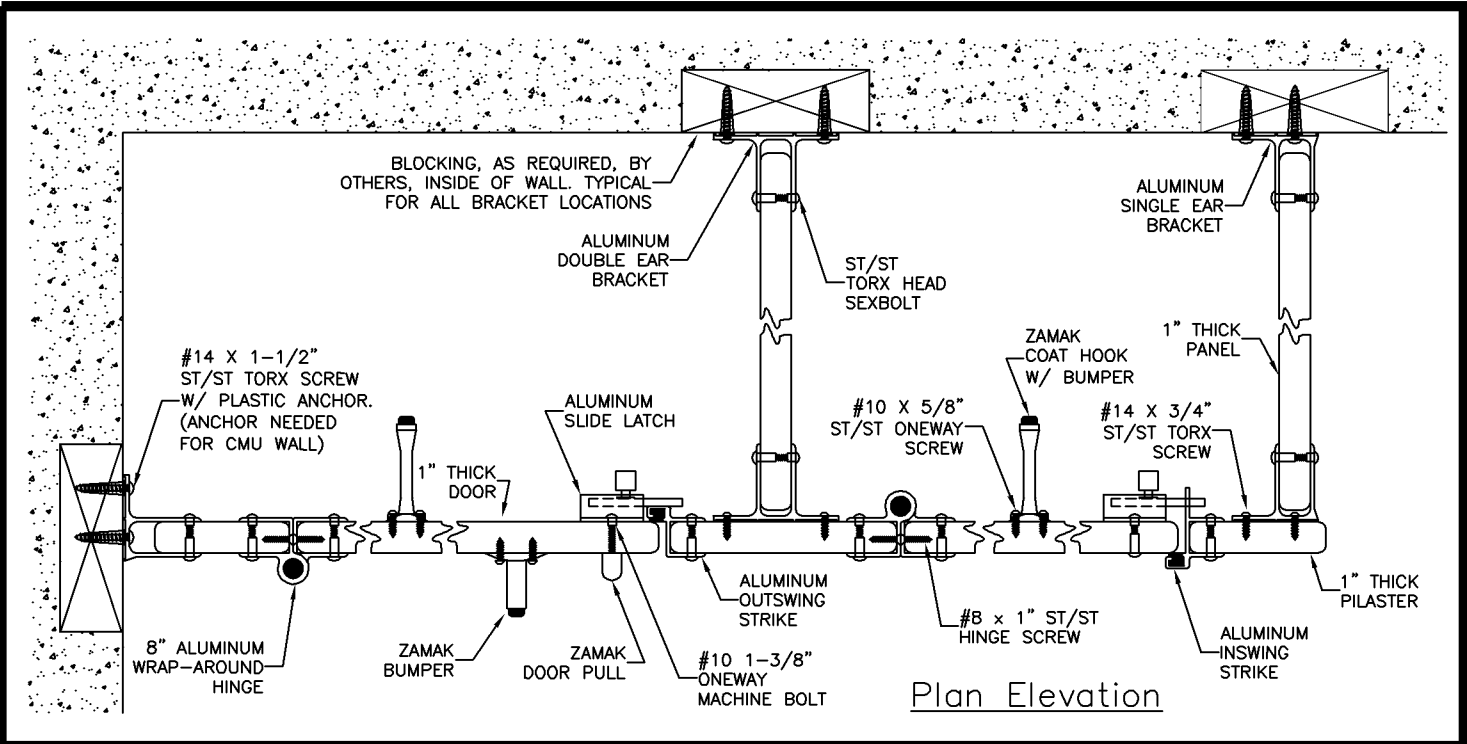 BLOCKING, AS REQUIRED, BY
OTHERS, INSIDE OF WALL. TYPICAL
FOR ALL BRACKET LOCATIONS
ALUMINUM
DOUBLE EAR
BRACKET
ST/ST
TORX HEAD
SEXBOLT
ALUMINUM
SINGLE EAR
BRACKET
#14 X 1-1/2"
ST/ST TORX SCREW
W/ PLASTIC ANCHOR.
(ANCHOR NEEDED
FOR CMU WALL)
1" THICK
DOOR
ALUMINUM
SLIDE LATCH
#10 X 5/8"
ST/ST ONEWAY
SCREW
ZAMAK
COAT HOOK
W/ BUMPER
1" THICK
PANEL
#14 X 3/4"
ST/ST TORX
SCREW
8" ALUMINUM
WRAP-AROUND
HINGE
ZAMAK
BUMPER
ZAMAK
DOOR PULL
#10 1-3/8"
ONEWAY
MACHINE BOLT
ALUMINUM
OUTSWING
STRIKE
#8 x 1" ST/ST
HINGE SCREW
ALUMINUM
INSWING
STRIKE
1" THICK
PILASTER
Plan Elevation